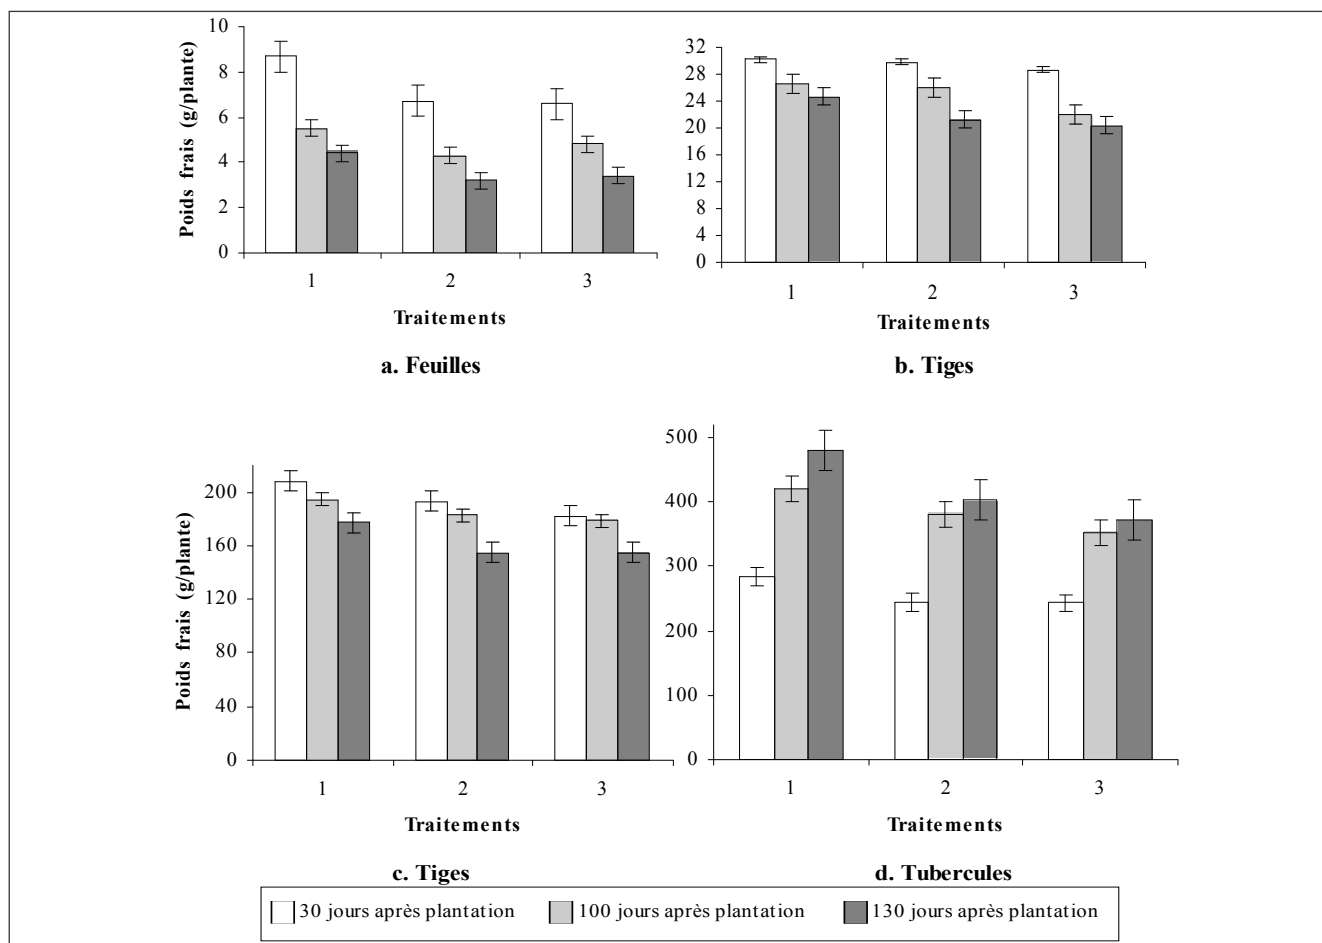 Poids frais (g/plante)
10
8
6
4
2
0
1 2 3
Traitements
a. Feuilles
32
28
24
20
16
12
8
4
0
1 2 3
Traitements
b. Tiges
Poids frais (g/plante)
200
160
120
80
40
0
1 2 3
Traitements
c. Tiges
500
400
300
200
100
0
1 2 3
Traitements
d. Tubercules
30 jours après plantation 100 jours après plantation 130 jours après plantation